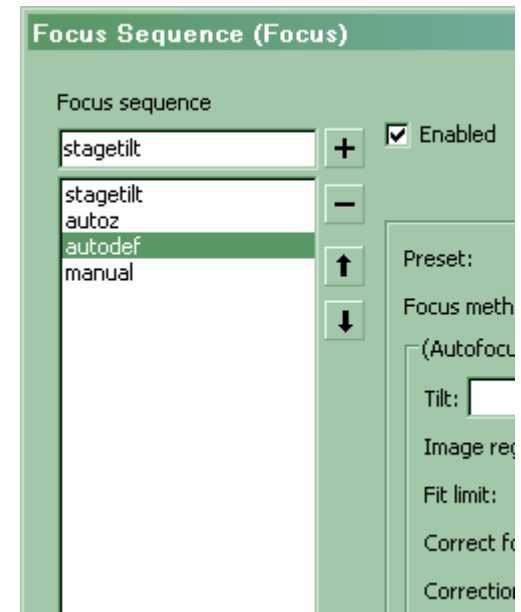 Focus Sequence (Focus)
Focus sequence
stagetilt
+
Enabled
stagetilt
−
autoz
autodef
manual
Preset:
Focus meth
(Autofocu
Tilt:
Image reg
Fit limit:
Correct fo
Correction